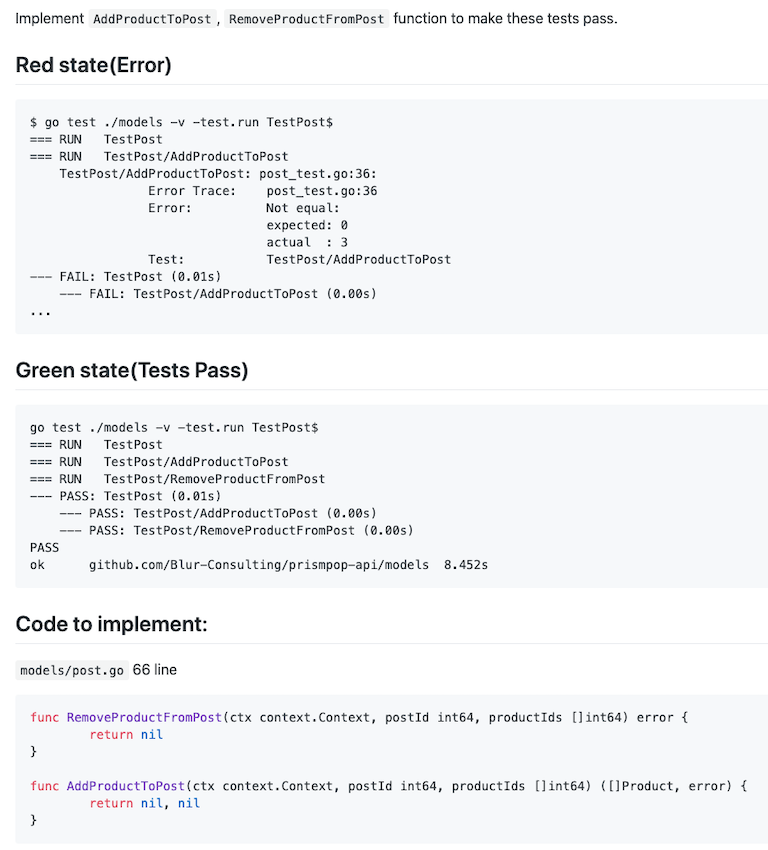 Implement AddProductToPost, RemoveProductFromPost function to make these tests pass.
Red state(Error)
$ go test ./models -v -test.run TestPost$
=== RUN   TestPost
=== RUN   TestPost/AddProductToPost
    TestPost/AddProductToPost: post_test.go:36:
                Error Trace:    post_test.go:36
                Error:          Not equal:
                                expected: 0
                                actual  : 3
                Test:           TestPost/AddProductToPost
--- FAIL: TestPost (0.01s)
    --- FAIL: TestPost/AddProductToPost (0.00s)
...
Green state(Tests Pass)
go test ./models -v -test.run TestPost$
=== RUN   TestPost
=== RUN   TestPost/AddProductToPost
=== RUN   TestPost/RemoveProductFromPost
--- PASS: TestPost (0.01s)
    --- PASS: TestPost/AddProductToPost (0.00s)
    --- PASS: TestPost/RemoveProductFromPost (0.00s)
PASS
ok      github.com/Blur-Consulting/prismpop-api/models  8.452s
Code to implement:
models/post.go 66 line
func RemoveProductFromPost(ctx context.Context, postId int64, productIds []int64) error {
        return nil
}
func AddProductToPost(ctx context.Context, postId int64, productIds []int64) ([]Product, error) {
        return nil, nil
}